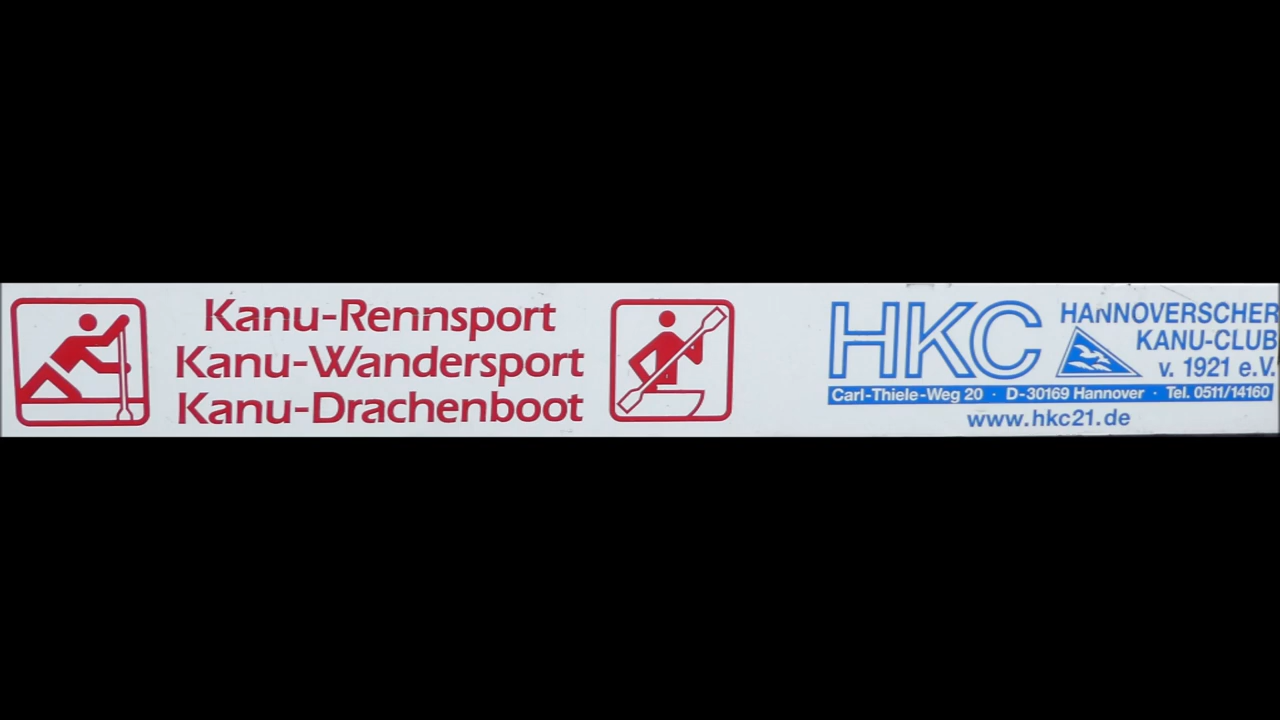 Kanu-Rennsport
Kanu-Wandersport
Kanu-Drachenboot
HKC
HANNOVERSCHER
KANU-CLUB
v. 1921 e.V.
Carl-Thiele-Weg 20 · D-30169 Hannover · Tel. 0511/14160
www.hkc21.de